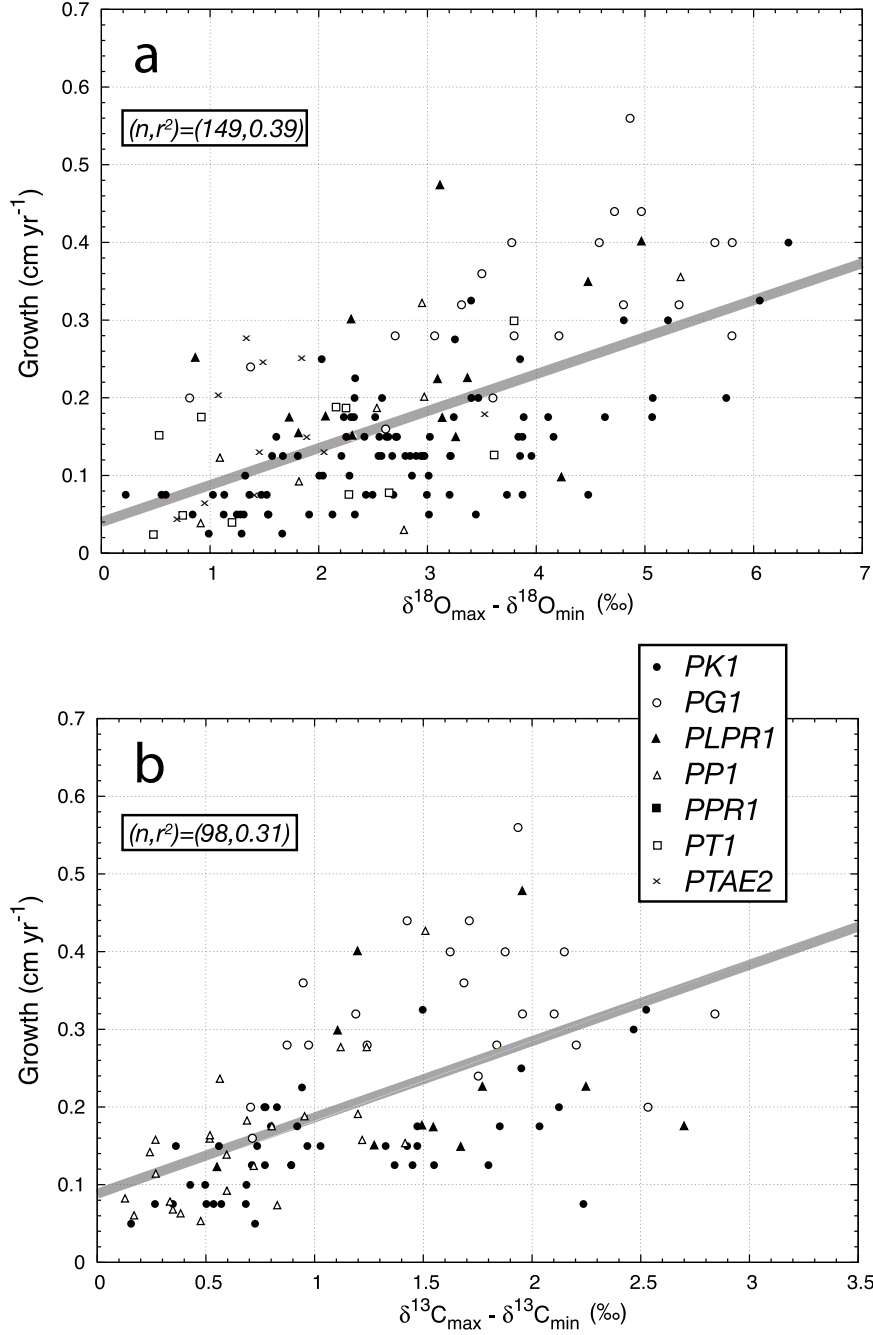 0.7
a
(n,r²)=(149,0.39)
0.6
0.5
0.4
0.3
0.2
0.1
0
Growth (cm yr⁻¹)
0 1 2 3 4 5 6 7
δ¹⁸Omax - δ¹⁸Omin (‰)
PK1
PG1
PLPR1
PP1
PPR1
PT1
PTAE2
0.7
b
(n,r²)=(98,0.31)
0.6
0.5
0.4
0.3
0.2
0.1
0
Growth (cm yr⁻¹)
0 0.5 1 1.5 2 2.5 3 3.5
δ¹³Cmax - δ¹³Cmin (‰)